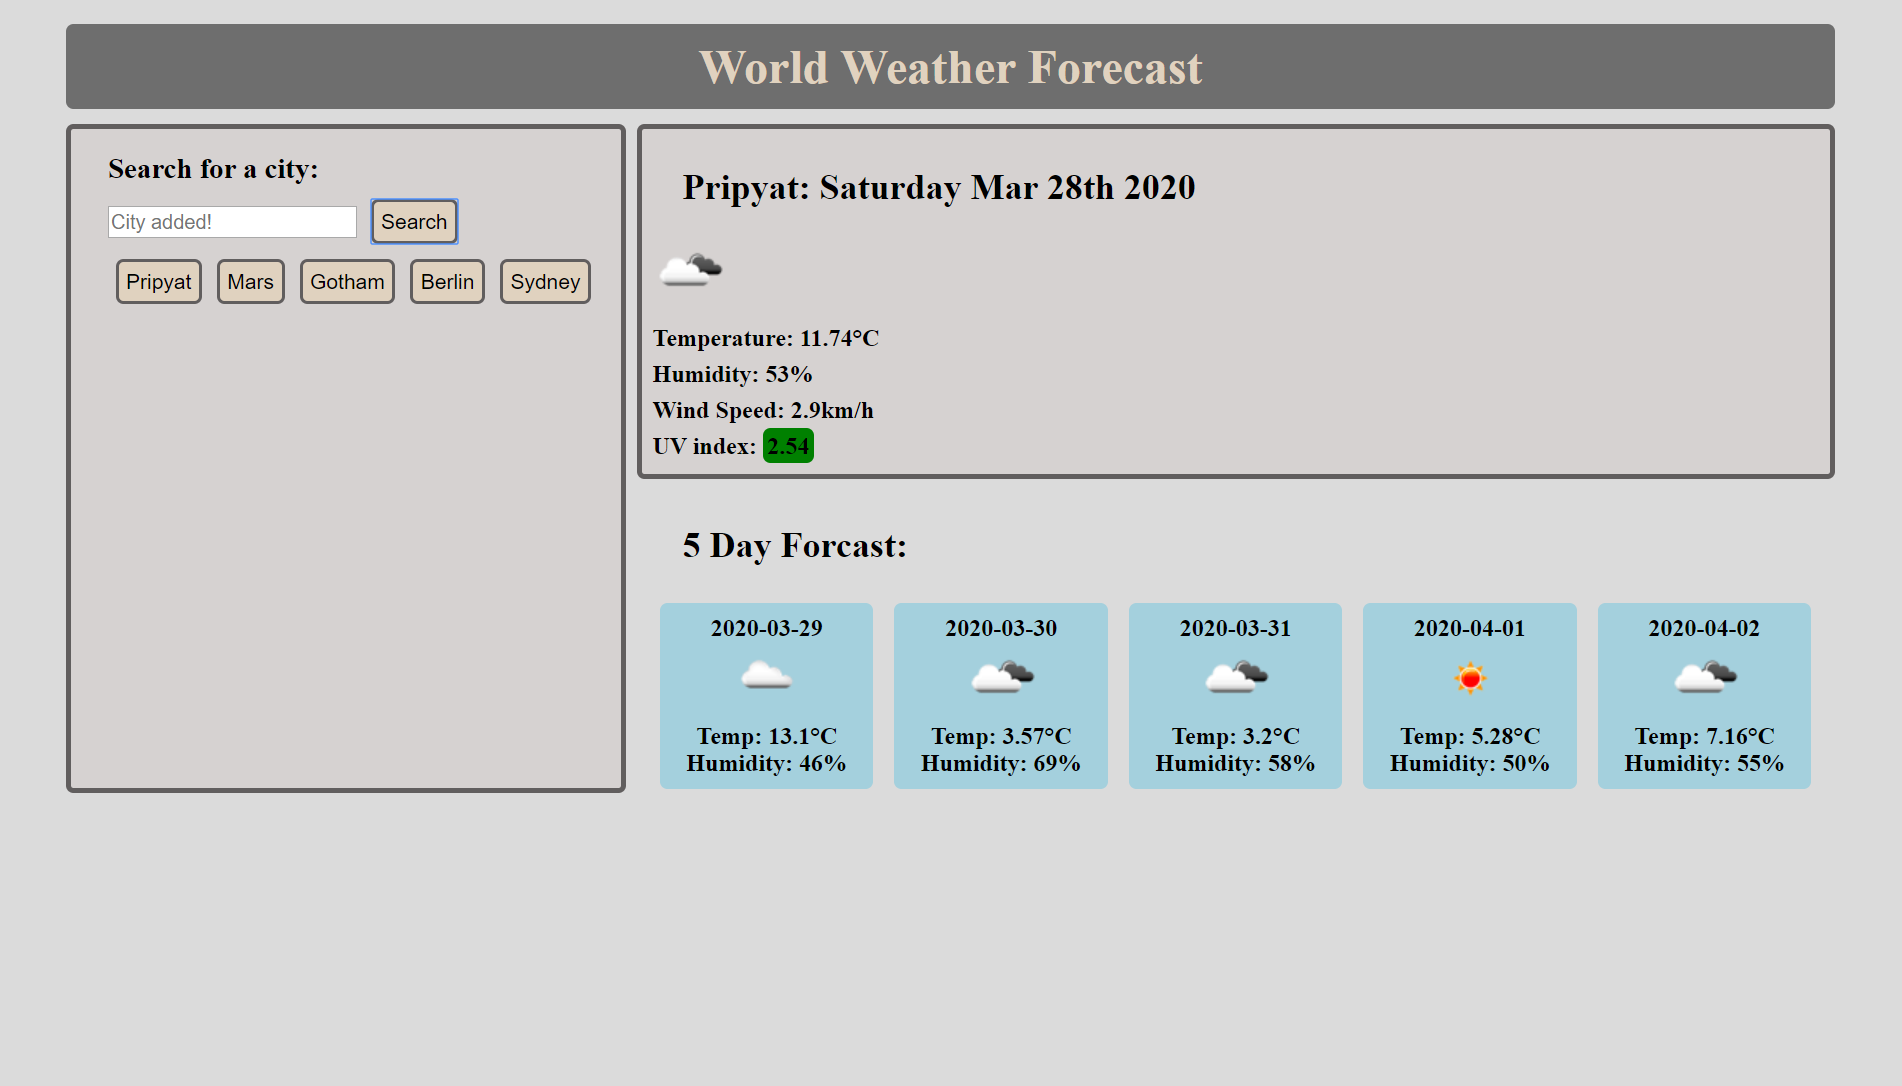 World Weather Forecast
Search for a city:
City added!
Search
Pripyat Mars Gotham Berlin Sydney
Pripyat: Saturday Mar 28th 2020
Temperature: 11.74°C
Humidity: 53%
Wind Speed: 2.9km/h
UV index: 2.54
5 Day Forcast:
2020-03-29
Temp: 13.1°C
Humidity: 46%
2020-03-30
Temp: 3.57°C
Humidity: 69%
2020-03-31
Temp: 3.2°C
Humidity: 58%
2020-04-01
Temp: 5.28°C
Humidity: 50%
2020-04-02
Temp: 7.16°C
Humidity: 55%